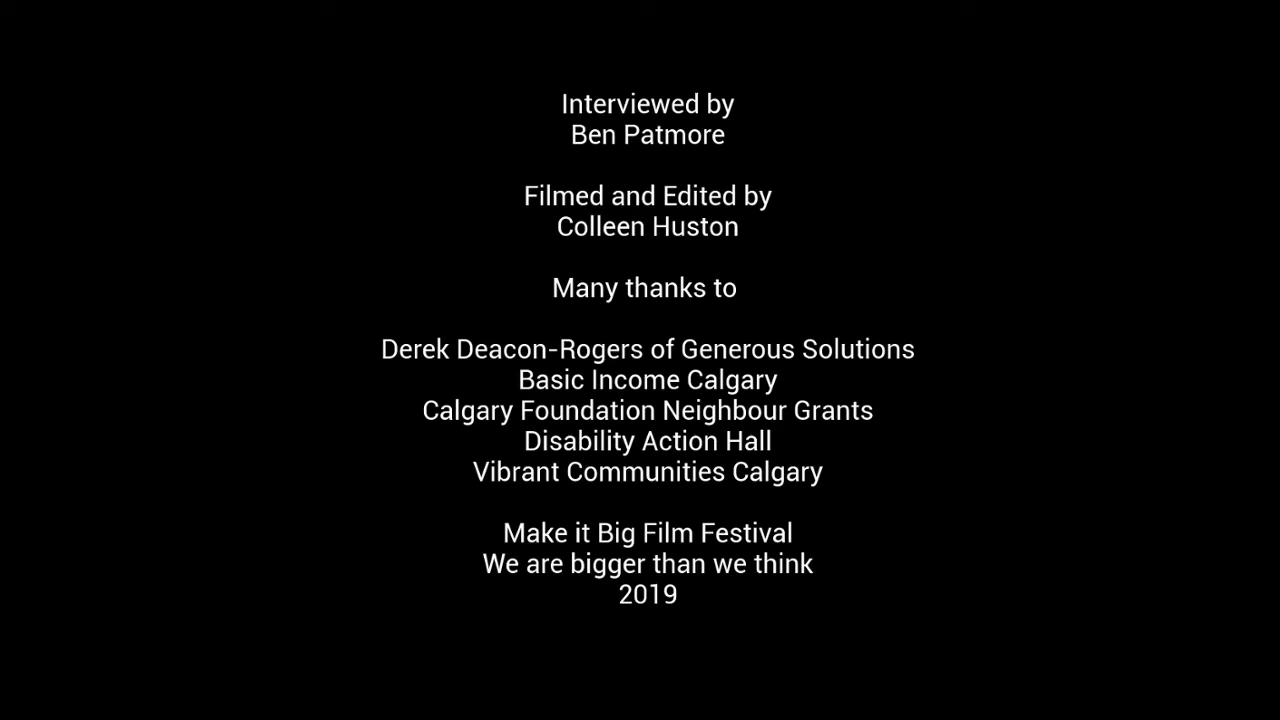 Interviewed by
Ben Patmore
Filmed and Edited by
Colleen Huston
Many thanks to
Derek Deacon-Rogers of Generous Solutions
Basic Income Calgary
Calgary Foundation Neighbour Grants
Disability Action Hall
Vibrant Communities Calgary
Make it Big Film Festival
We are bigger than we think
2019